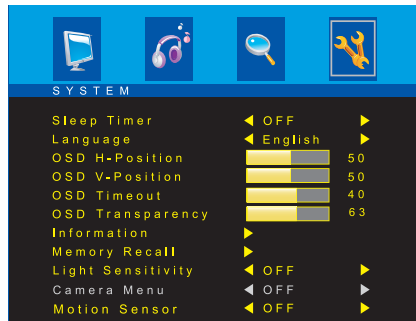 SYSTEM
Sleep Timer OFF
Language English
OSD H-Position 50
OSD V-Position 50
OSD Timeout 40
OSD Transparency 63
Information
Memory Recall
Light Sensitivity OFF
Camera Menu OFF
Motion Sensor OFF